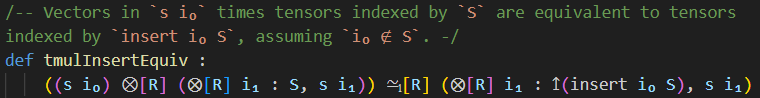 /-- Vectors in `s i₀` times tensors indexed by `S` are equivalent to tensors
indexed by `insert i₀ S`, assuming `i₀ ∉ S`. -/
def tmulInsertEquiv :
((s i₀) ⊗[R] (⨂[R] i₁ : S, s i₁)) ≃ₗ[R] (⨂[R] i₁ : ↥(insert i₀ S), s i₁)